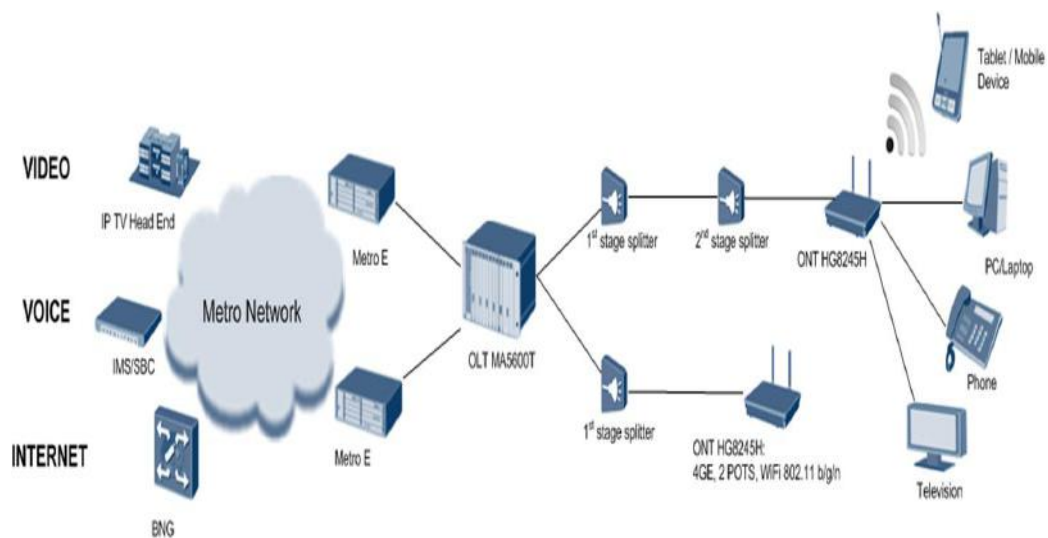 Tablet / Mobile
Device
VIDEO
IP TV Head End
Metro E
1st stage splitter
2nd stage splitter
ONT HG8245H
PC/Laptop
VOICE
Metro Network
IMS/SBC
OLT MA5600T
Phone
INTERNET
Metro E
1st stage splitter
ONT HG8245H:
4GE, 2 POTS, WiFi 802.11 b/g/n
Television
BNG